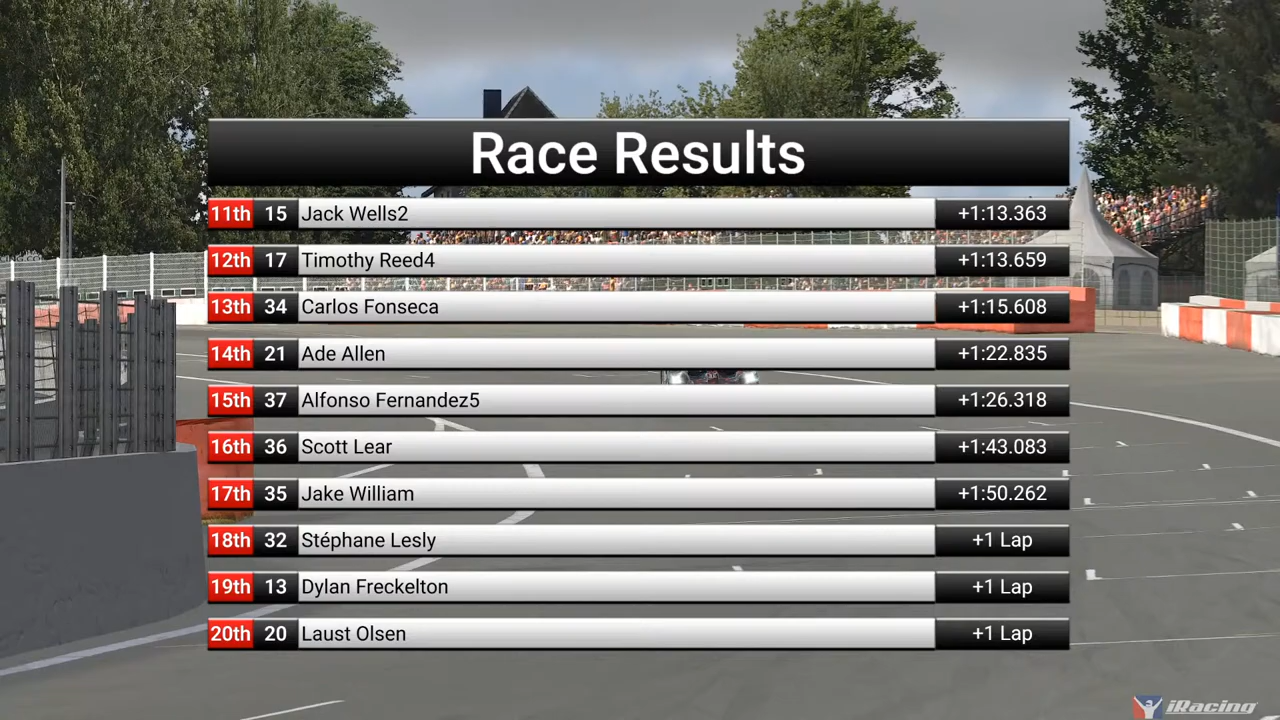 Race Results
11th 15 Jack Wells2 +1:13.363
12th 17 Timothy Reed4 +1:13.659
13th 34 Carlos Fonseca +1:15.608
14th 21 Ade Allen +1:22.835
15th 37 Alfonso Fernandez5 +1:26.318
16th 36 Scott Lear +1:43.083
17th 35 Jake William +1:50.262
18th 32 Stéphane Lesly +1 Lap
19th 13 Dylan Freckelton +1 Lap
20th 20 Laust Olsen +1 Lap
iRacing